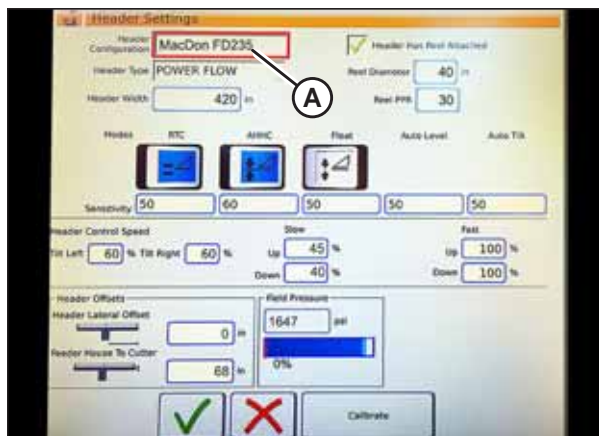 Header Settings
Header Configuration MacDon FD235
Header Has Reel Attached
Header Type POWER FLOW
Reel Diameter 40 in
Header Width 420 in
A
Reel PPR 30
Modes RTC AHHC Float Auto Level Auto Tilt
Sensitivity 50 60 50 50 50
Header Control Speed
Slow
Fast
Tilt Left 60 % Tilt Right 60 %
Up 45 %
Up 100 %
Down 40 %
Down 100 %
Header Offsets
Field Pressure
Header Lateral Offset
0 in
1647 psi
Feeder House To Cutter
68 in
0%
Calibrate